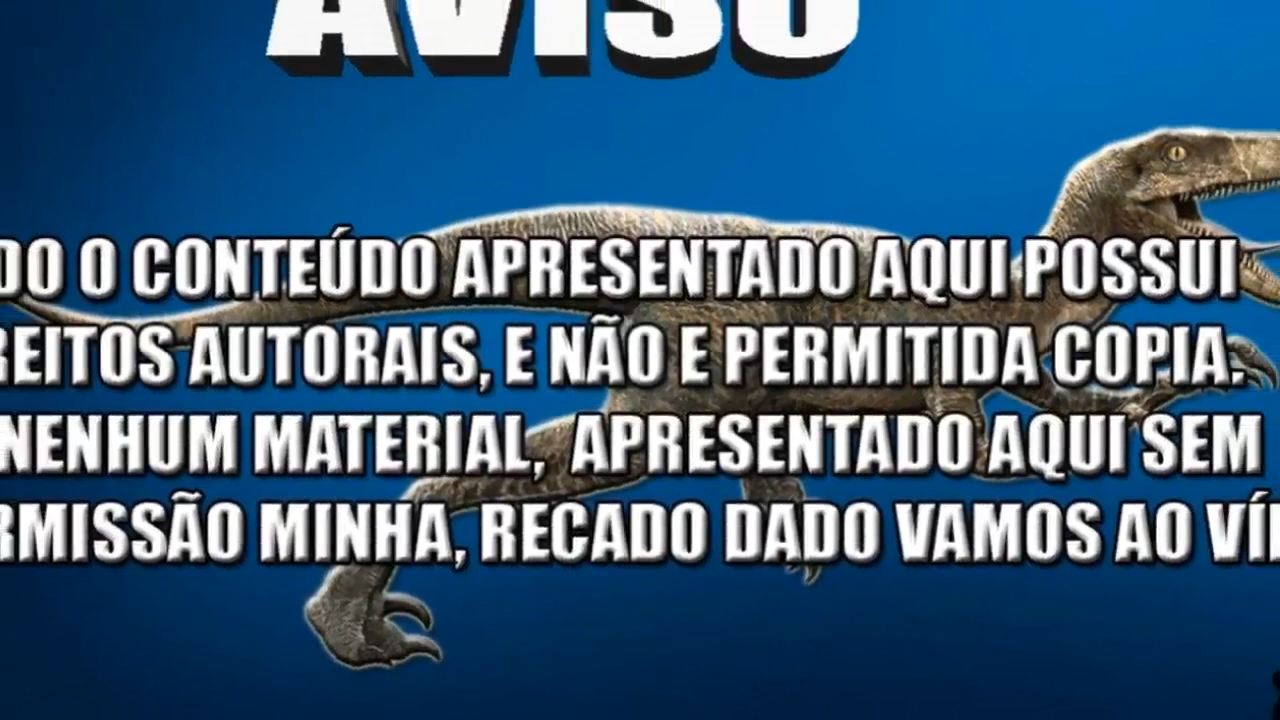 AVISO
DO O CONTEÚDO APRESENTADO AQUI POSSUI
REITOS AUTORAIS, E NÃO E PERMITIDA COPIA.
NENHUM MATERIAL, APRESENTADO AQUI SEM
RMISSÃO MINHA, RECADO DADO VAMOS AO VÍ